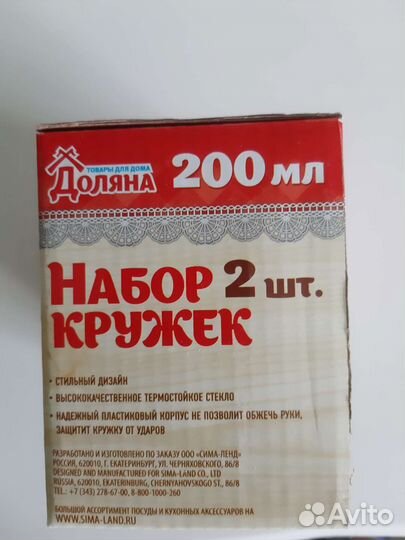 ТОВАРЫ ДЛЯ ДОМА
ДОЛЯНА
200 МЛ
НАБОР 2 ШТ.
КРУЖЕК
• СТИЛЬНЫЙ ДИЗАЙН
• ВЫСОКОКАЧЕСТВЕННОЕ ТЕРМОСТОЙКОЕ СТЕКЛО
• НАДЕЖНЫЙ ПЛАСТИКОВЫЙ КОРПУС НЕ ПОЗВОЛИТ ОБЖЕЧЬ РУКИ,
ЗАЩИТИТ КРУЖКУ ОТ УДАРОВ
РАЗРАБОТАНО И ИЗГОТОВЛЕНО ПО ЗАКАЗУ ООО «СИМА-ЛЕНД»
РОССИЯ, 620010, Г. ЕКАТЕРИНБУРГ, УЛ. ЧЕРНЯХОВСКОГО, 86/8
DESIGNED AND MANUFACTURED FOR SIMA-LAND CO., LTD
RUSSIA, 620010, EKATERINBURG, CHERNYAHOVSKOGO ST., 86/8
ТЕЛ.: +7 (343) 278-67-00, 8-800-1000-260
БОЛЬШОЙ АССОРТИМЕНТ ПОСУДЫ И КУХОННЫХ АКСЕССУАРОВ НА
WWW.SIMA-LAND.RU
Avito